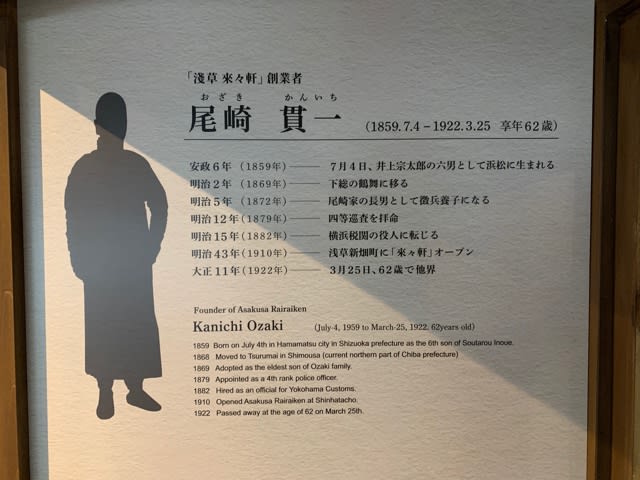 「淺草 來々軒」創業者
おざき かんいち
尾崎 貫一 (1859.7.4－1922.3.25 享年62歳)
安政6年 (1859年)―― 7月4日、井上宗太郎の六男として浜松に生まれる
明治2年 (1869年)―― 下総の鶴舞に移る
明治5年 (1872年)―― 尾崎家の長男として徴兵養子になる
明治12年 (1879年)―― 四等巡査を拝命
明治15年 (1882年)―― 横浜税関の役人に転じる
明治43年 (1910年)―― 浅草新畑町に「來々軒」オープン
大正11年 (1922年)―― 3月25日、62歳で他界
Founder of Asakusa Rairaiken
Kanichi Ozaki (July-4, 1959 to March-25, 1922. 62years old)
1859 Born on July 4th in Hamamatsu city in Shizuoka prefecture as the 6th son of Soutarou Inoue.
1868 Moved to Tsurumai in Shimousa (current northern part of Chiba prefecture)
1869 Adopted as the eldest son of Ozaki family.
1879 Appointed as a 4th rank police officer.
1882 Hired as an official for Yokohama Customs.
1910 Opened Asakusa Rairaiken at Shinhatacho.
1922 Passed away at the age of 62 on March 25th.